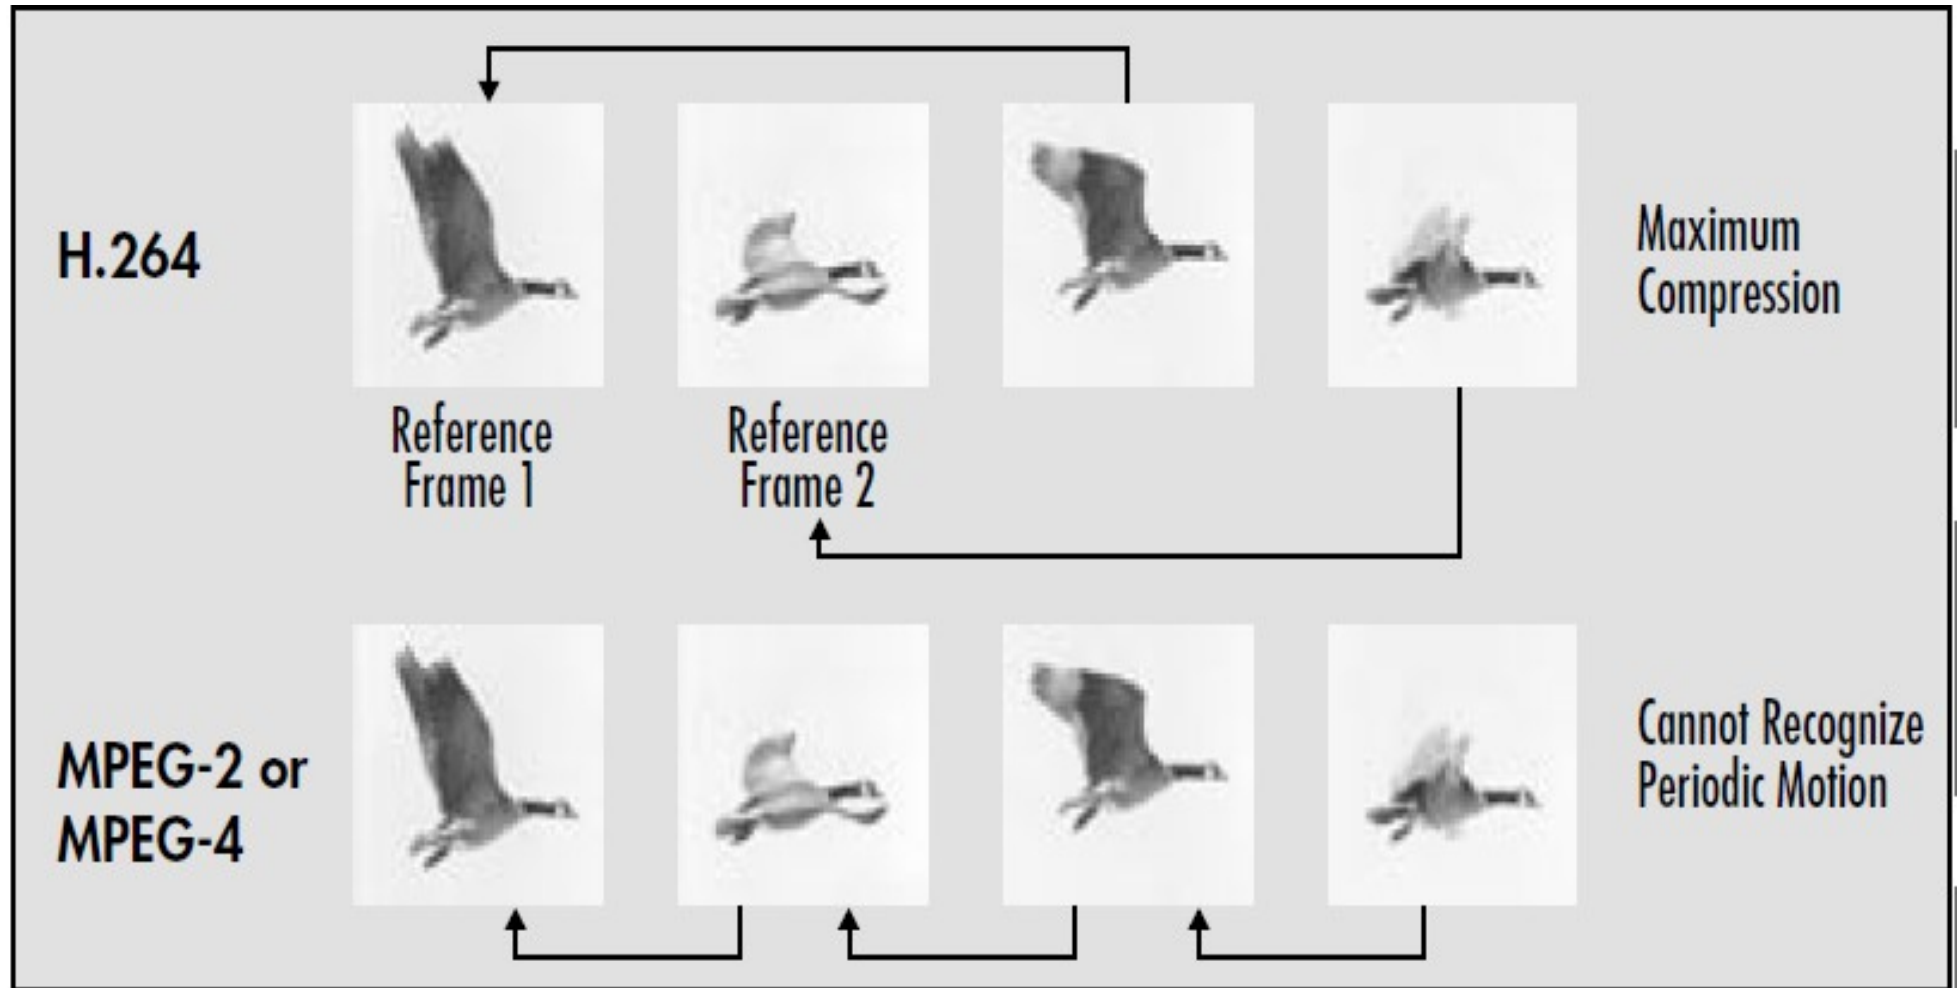 H.264
Maximum
Compression
Reference
Frame 1
Reference
Frame 2
MPEG-2 or
MPEG-4
Cannot Recognize
Periodic Motion